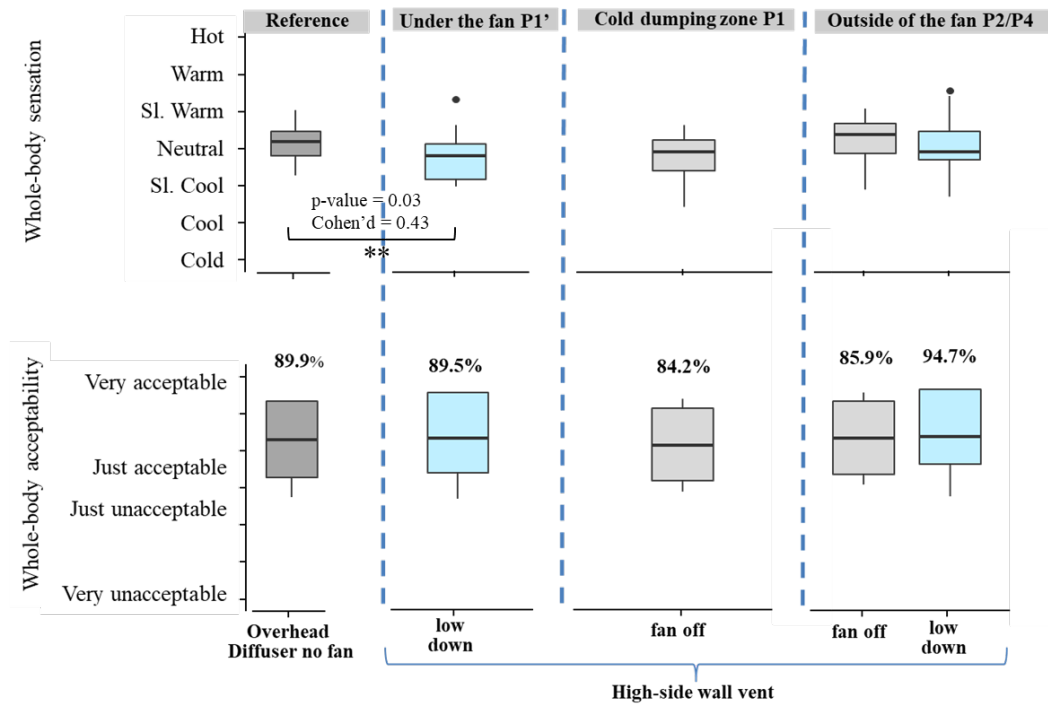 Reference
Under the fan P1’
Cold dumping zone P1
Outside of the fan P2/P4
Whole-body sensation
Hot
Warm
Sl. Warm
Neutral
Sl. Cool
Cool
Cold
p-value = 0.03
Cohen’d = 0.43
**
Whole-body acceptability
89.9%
89.5%
84.2%
85.9%
94.7%
Very acceptable
Just acceptable
Just unacceptable
Very unacceptable
Overhead
Diffuser no fan
low
down
fan off
fan off
low
down
High-side wall vent